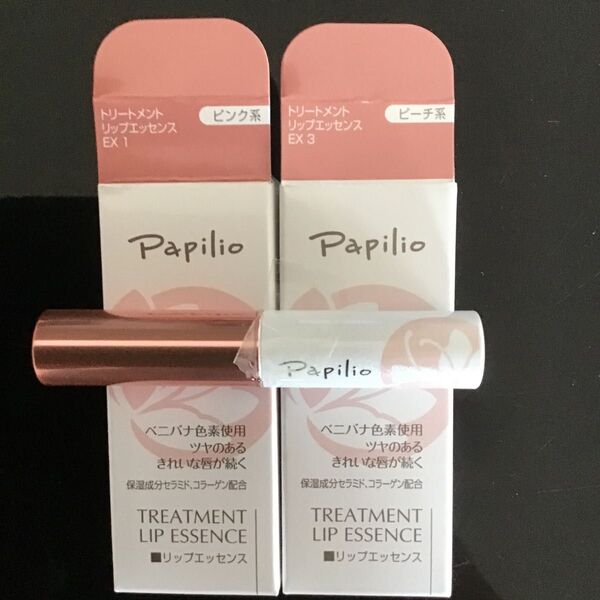 トリートメント
リップエッセンス
EX 1
ピンク系
Papilio
ベニバナ色素使用
ツヤのある
きれいな唇が続く
保湿成分セラミド、コラーゲン配合
TREATMENT
LIP ESSENCE
■リップエッセンス
トリートメント
リップエッセンス
EX 3
ピーチ系
Papilio
ベニバナ色素使用
ツヤのある
きれいな唇が続く
保湿成分セラミド、コラーゲン配合
TREATMENT
LIP ESSENCE
■リップエッセンス
Papilio